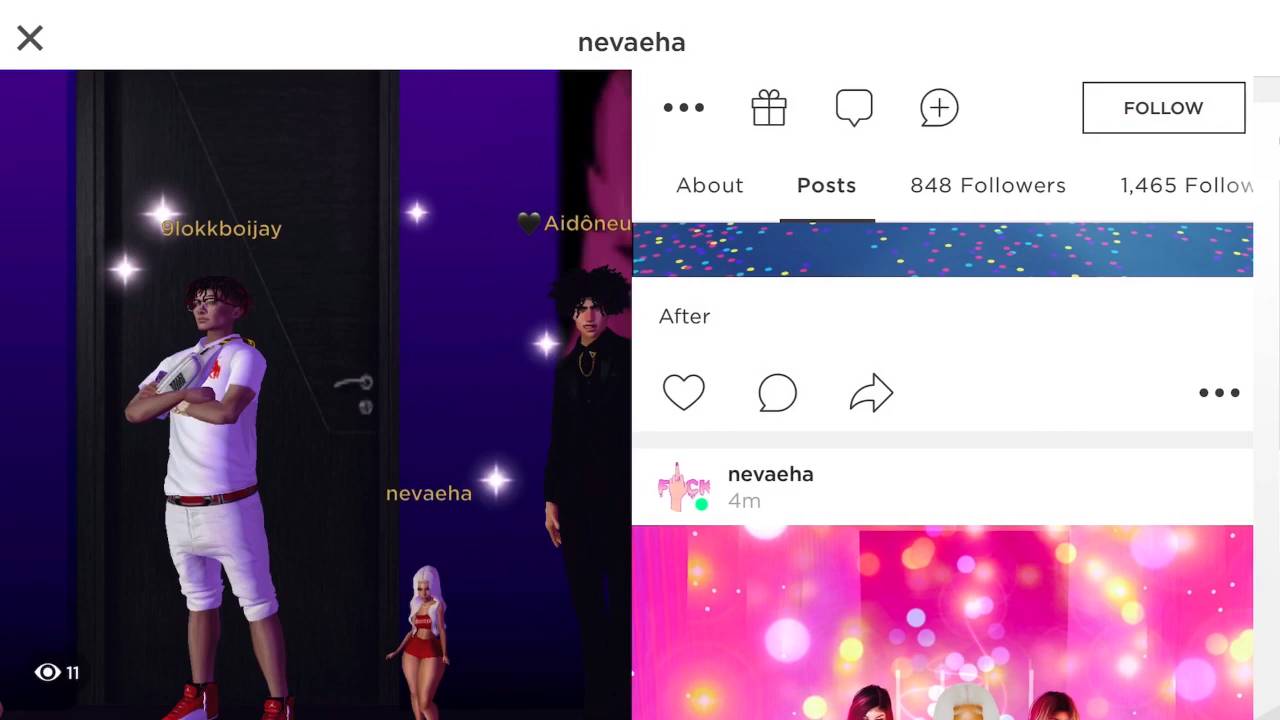 nevaeha
9lokkboijay
🖤Aidôneu
nevaeha
11
FOLLOW
About Posts 848 Followers 1,465 Follow
After
nevaeha
4m